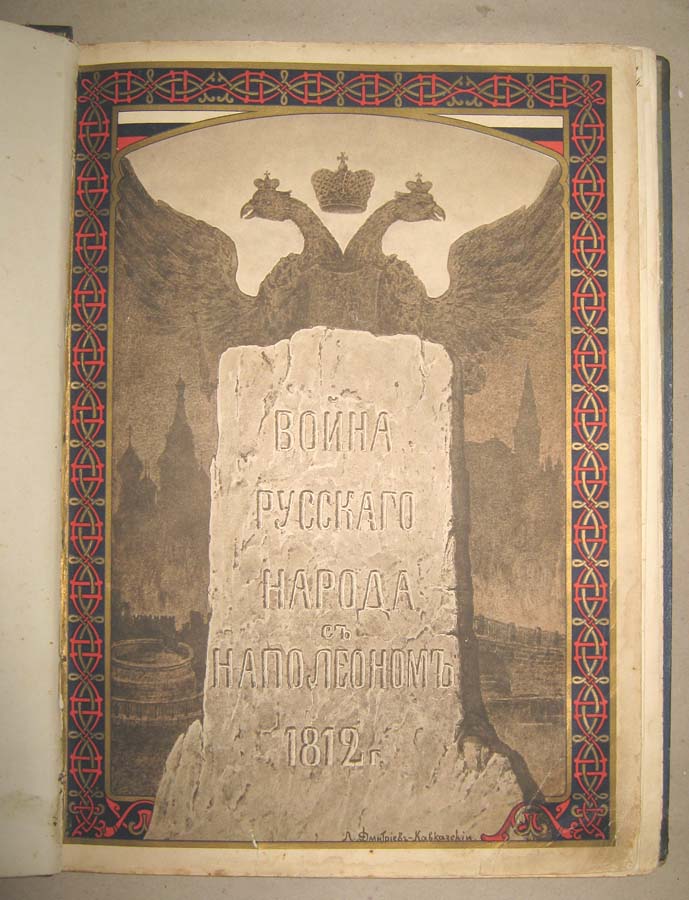 ВОЙНА
РУССКАГО
НАРОДА
СЪ
НАПОЛЕОНОМЪ
1812 г.
Л. Дмитріевъ-Кавказскій